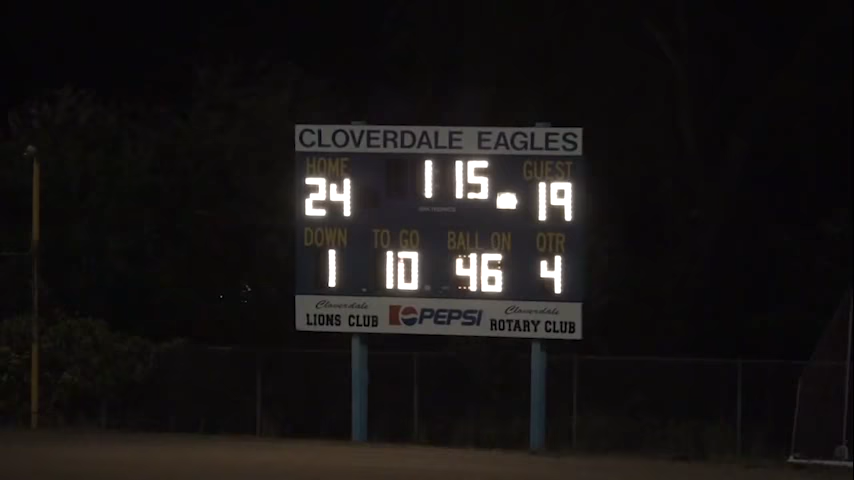 CLOVERDALE EAGLES
HOME 1 15 GUEST
24 19
DOWN TO GO BALL ON QTR
1 10 46 4
Cloverdale LIONS CLUB
PEPSI
Cloverdale ROTARY CLUB